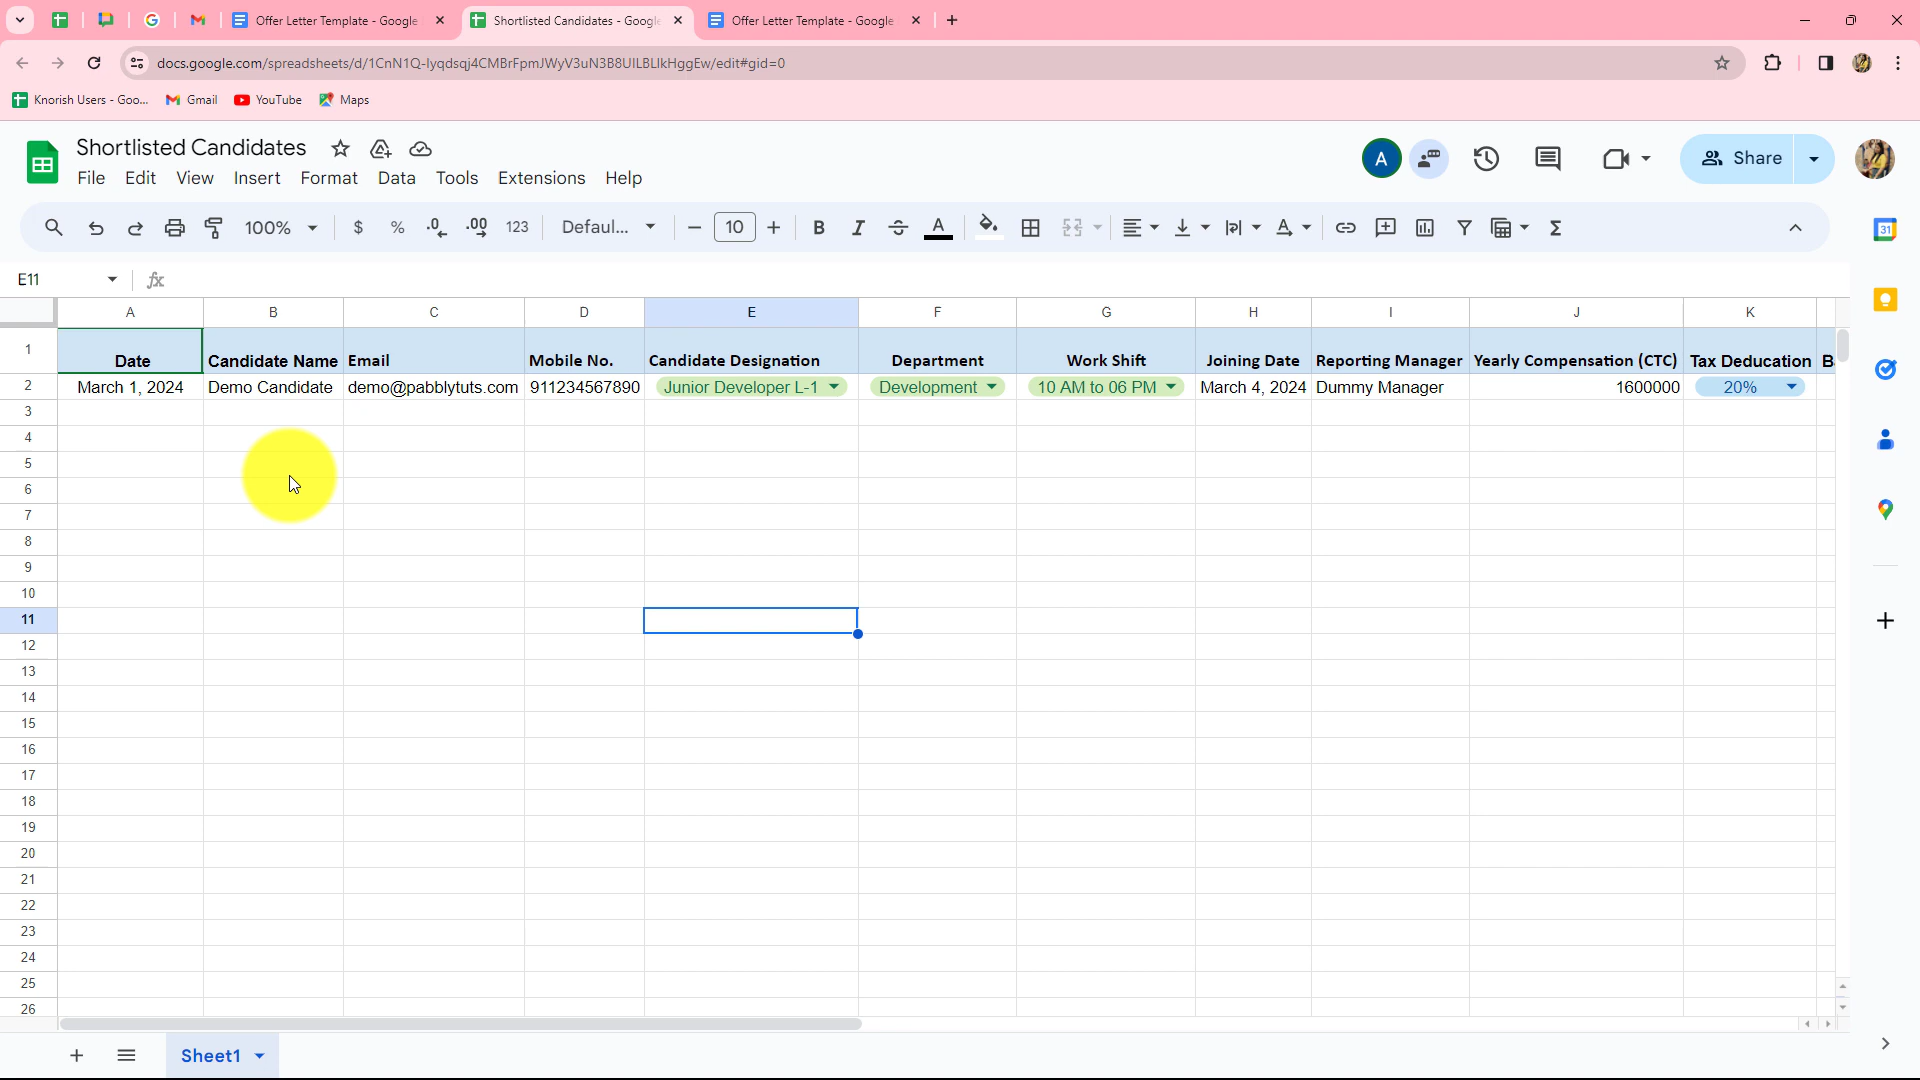 Offer Letter Template - Google
Shortlisted Candidates - Google
Offer Letter Template - Google
docs.google.com/spreadsheets/d/1CnN1Q-lyqdsqj4CMBrFpmJWyV3uN3B8UILBLlkHggEw/edit#gid=0
Knorish Users - Goo... Gmail YouTube Maps
Shortlisted Candidates
File Edit View Insert Format Data Tools Extensions Help
A
Share
100% $ % .0 .00 123 Defaul... 10 B I A A Σ
31
E11 fx
A B C D E F G H I J K
1 Date Candidate Name Email Mobile No. Candidate Designation Department Work Shift Joining Date Reporting Manager Yearly Compensation (CTC) Tax Deducation B
2 March 1, 2024 Demo Candidate demo@pabblytuts.com 911234567890 Junior Developer L-1 Development 10 AM to 06 PM March 4, 2024 Dummy Manager 1600000 20%
3
4
5
6
7
8
9
10
11
12
13
14
15
16
17
18
19
20
21
22
23
24
25
26
Sheet1